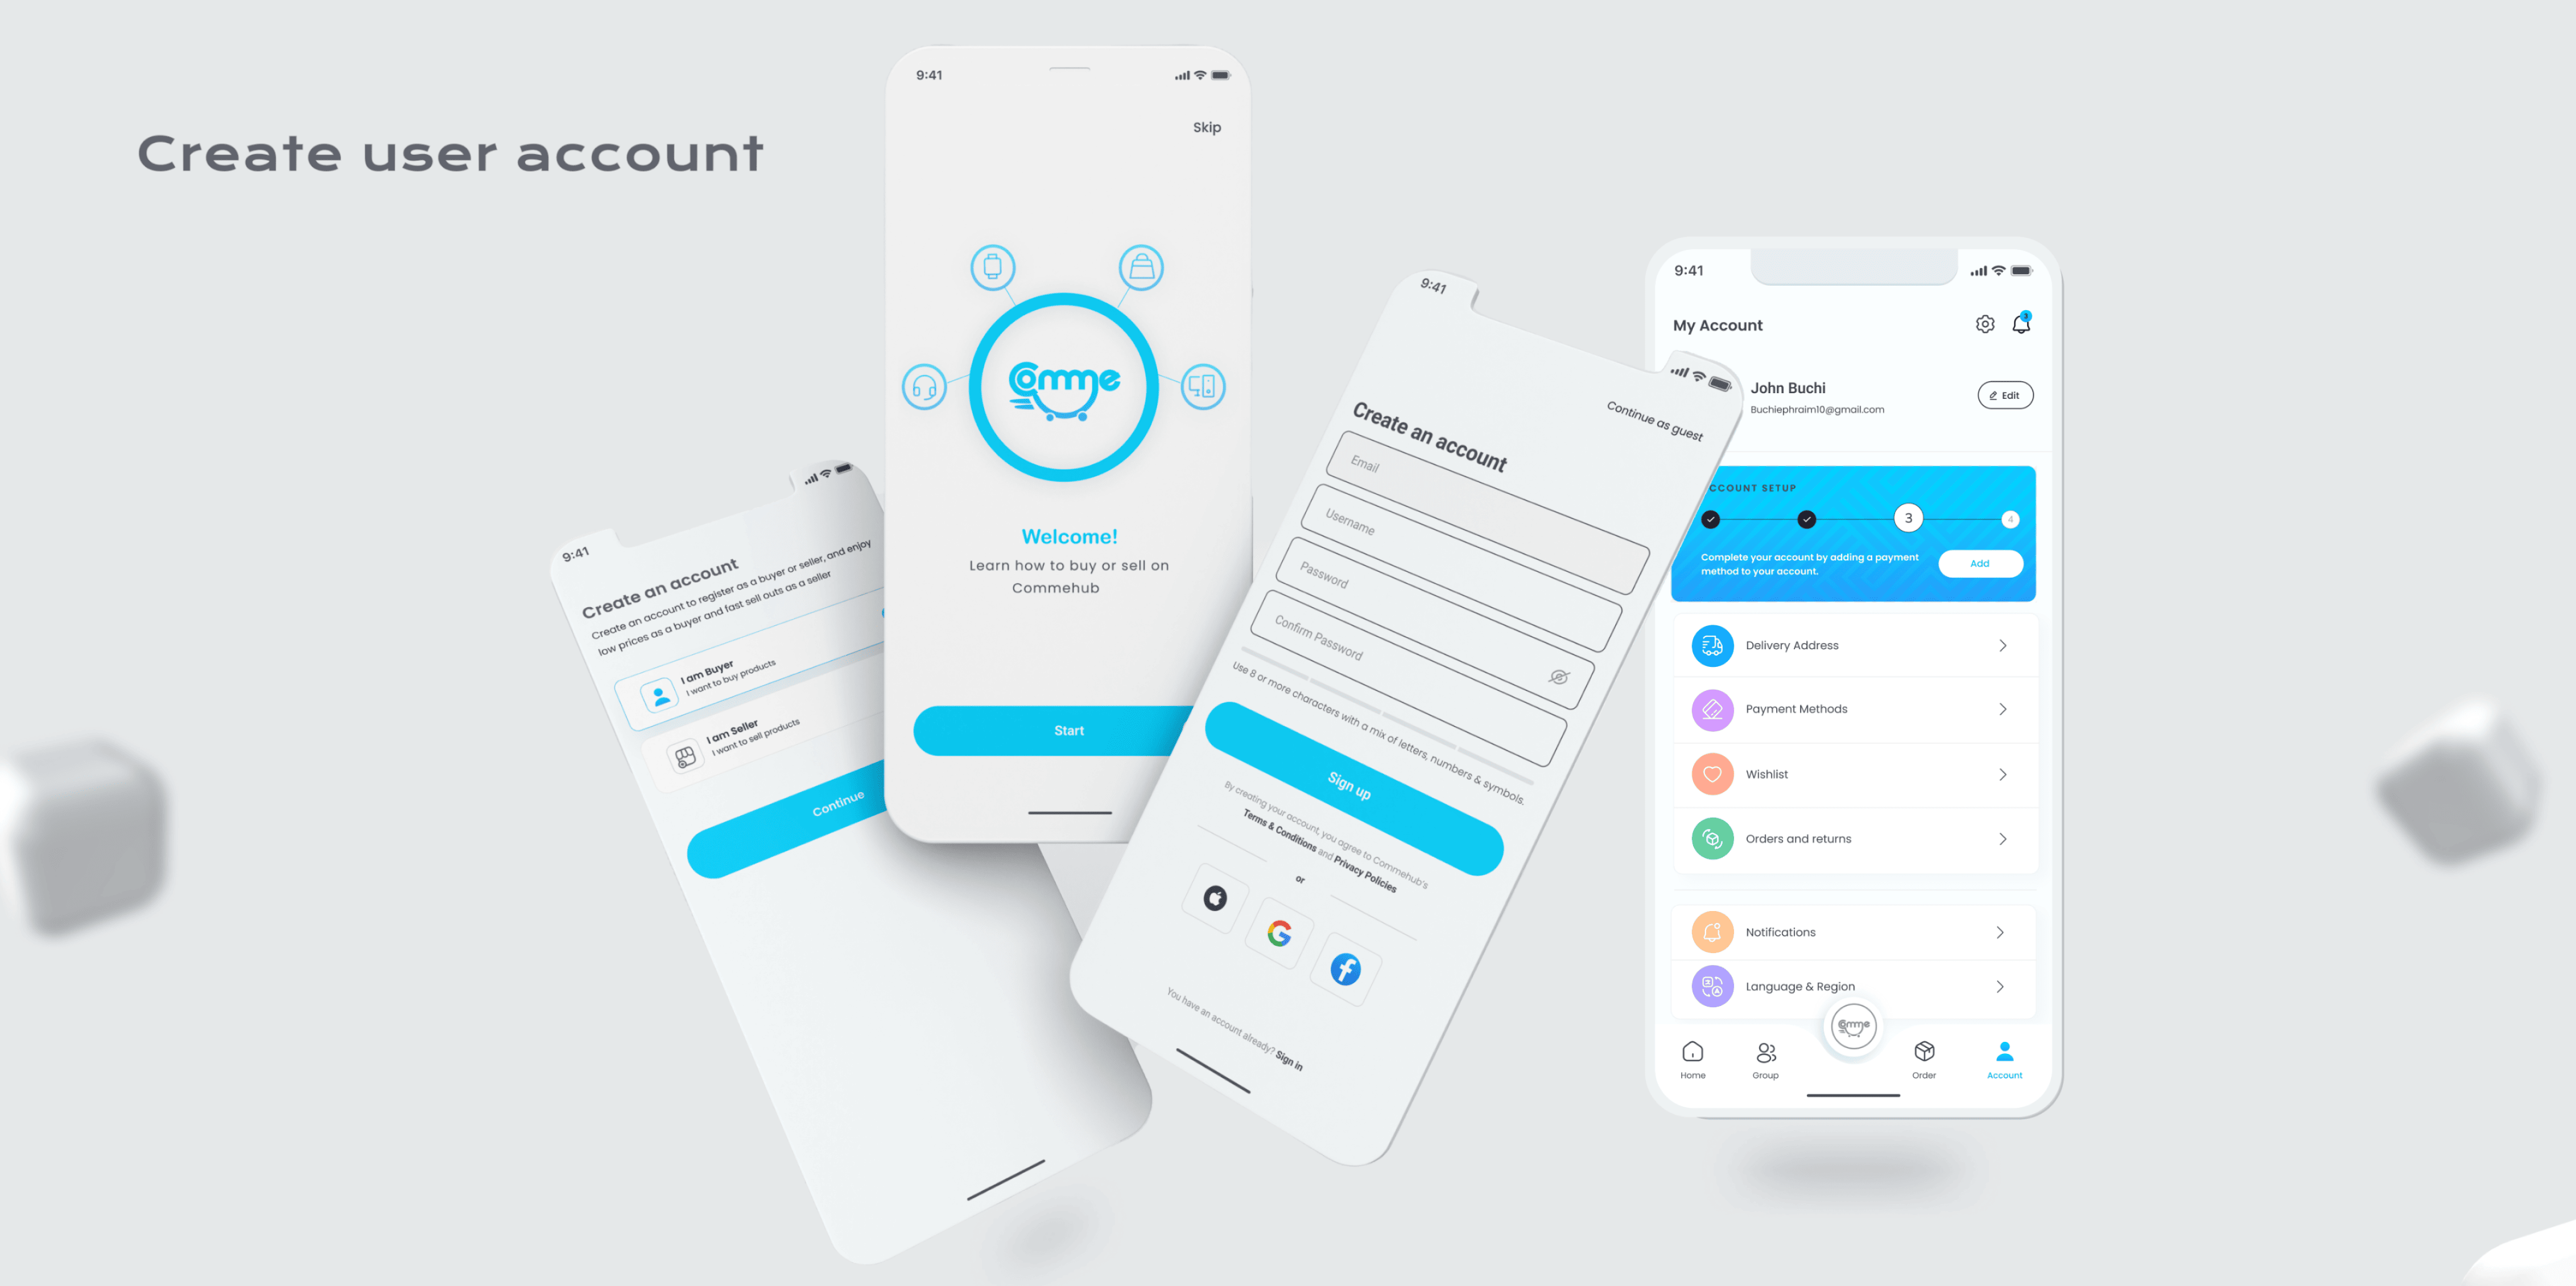 Create user account
9:41
Create an account
Create an account to register as a buyer or seller, and enjoy
low prices as a buyer and fast sell outs as a seller
I am Buyer
I want to buy products
I am Seller
I want to sell products
Continue
9:41
Skip
Comme
Welcome!
Learn how to buy or sell on
Commehub
Start
9:41
Continue as guest
Create an account
Email
Username
Password
Confirm Password
Use 8 or more characters with a mix of letters, numbers & symbols.
Sign up
By creating your account, you agree to Commehub's
Terms & Conditions and Privacy Policies
or
You have an account already? Sign in
9:41
My Account
3
John Buchi
Buchiephraim10@gmail.com
Edit
CCOUNT SETUP
3
4
Complete your account by adding a payment
method to your account.
Add
Delivery Address
Payment Methods
Wishlist
Orders and returns
Notifications
Language & Region
Comme
Home
Group
Order
Account